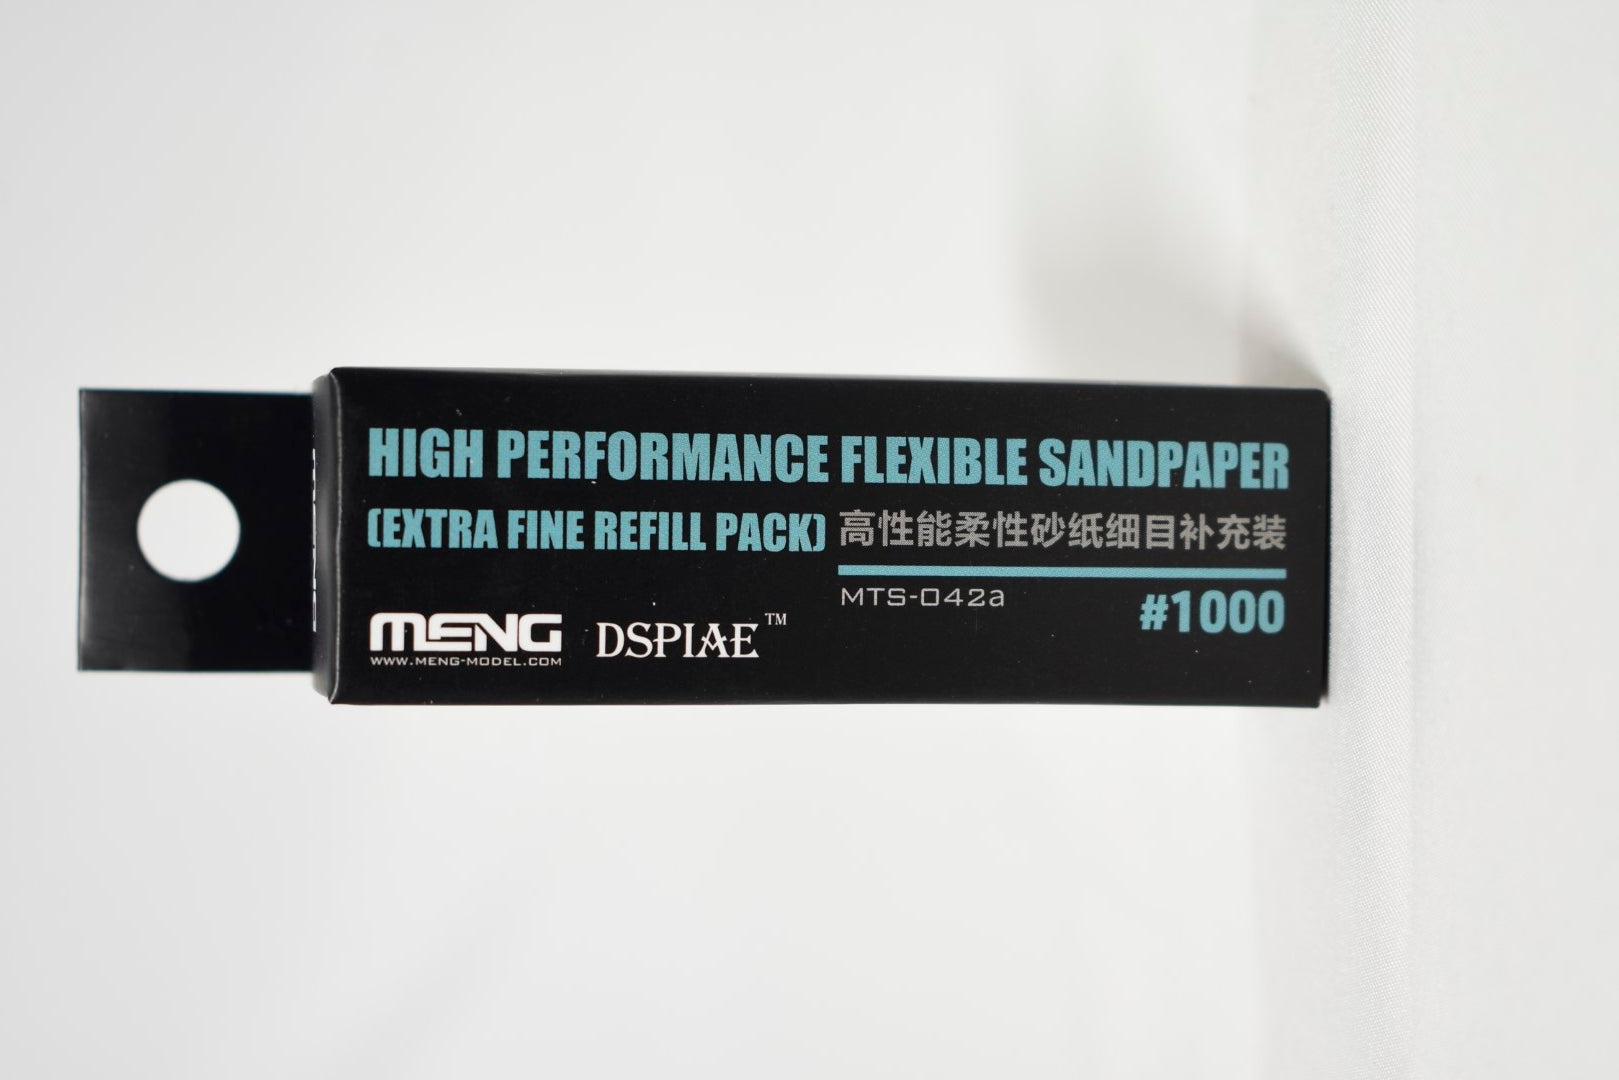 HIGH PERFORMANCE FLEXIBLE SANDPAPER
(EXTRA FINE REFILL PACK) 高性能柔性砂纸细目补充装
MTS-042a
#1000
MENG DSPIAE™
WWW.MENG-MODEL.COM